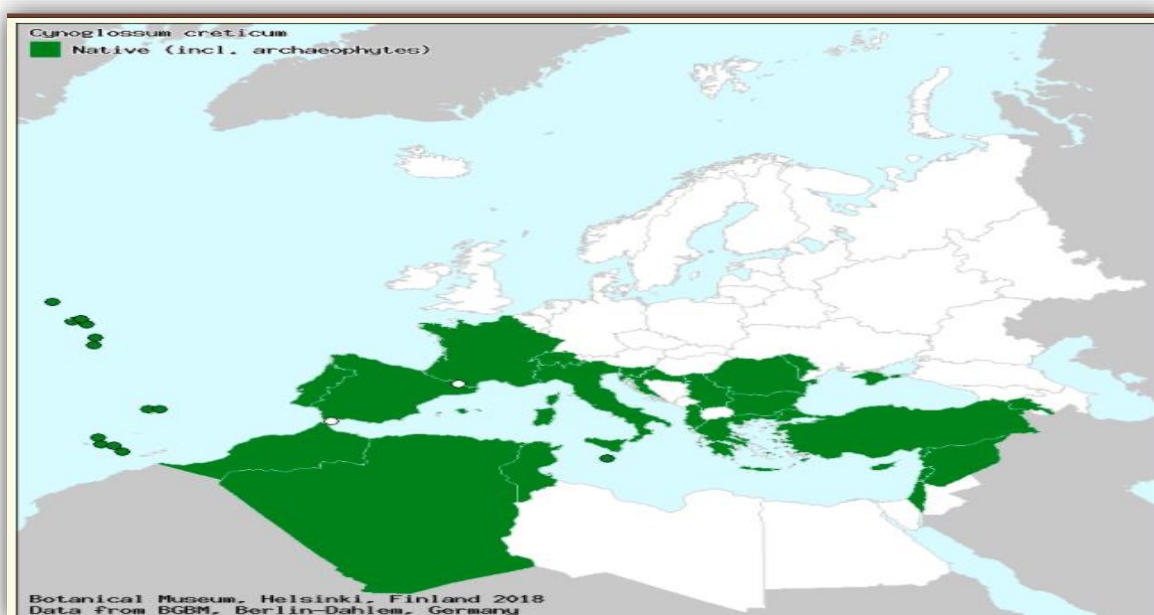 Cynoglossum creticum
Native (incl. archaeophytes)
Botanical Museum, Helsinki, Finland 2018
Data from BGBM, Berlin-Dahlem, Germany